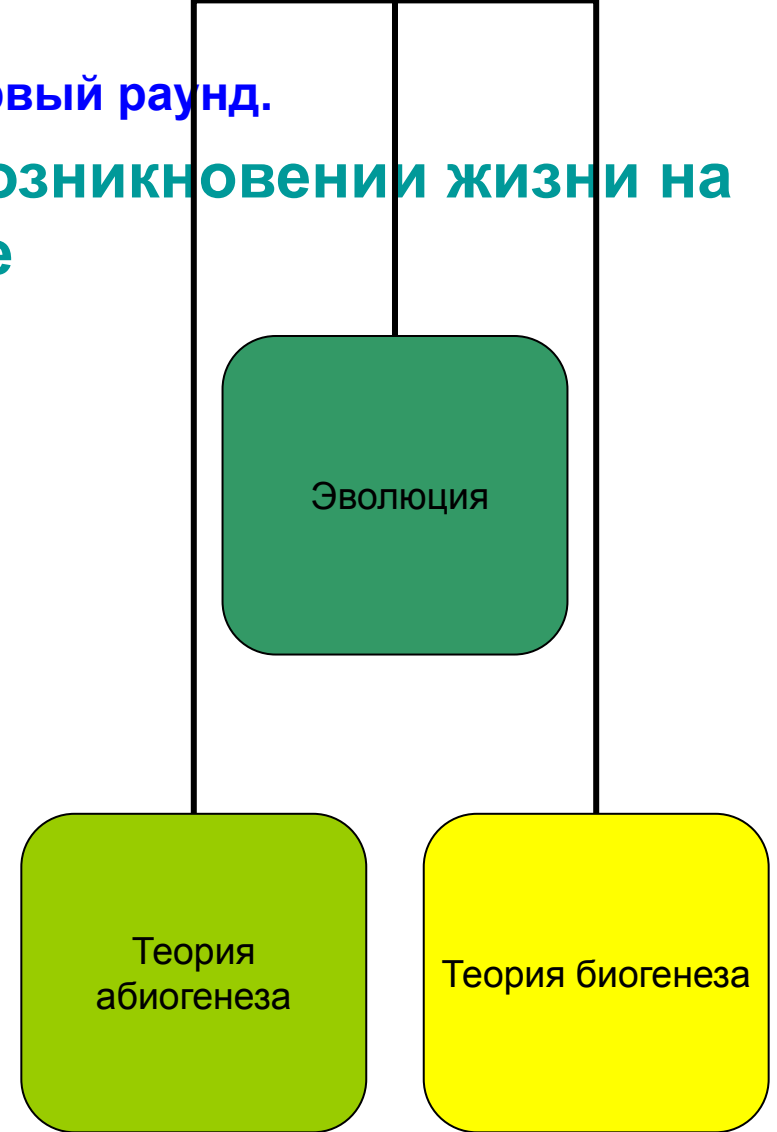 овый раунд.
озникновении жизни на
е
Эволюция
Теория
абиогенеза
Теория биогенеза